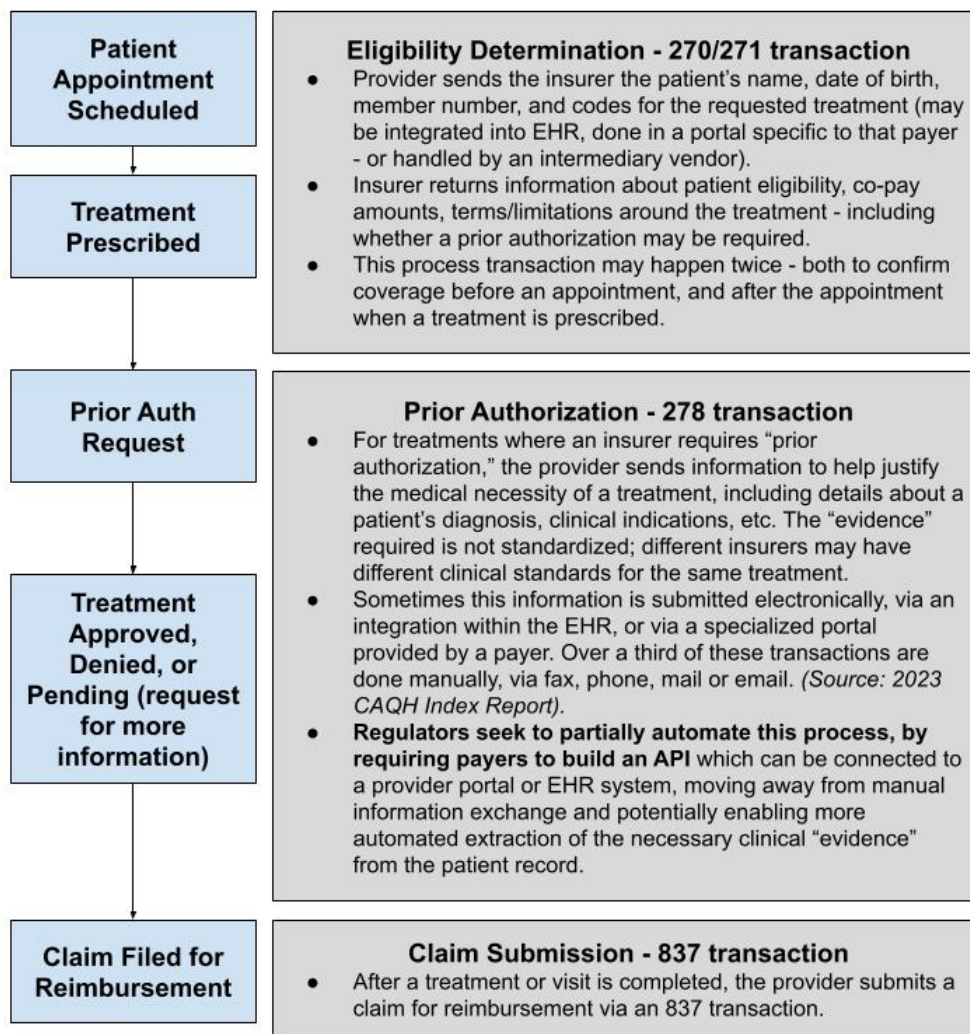 Patient
Appointment
Scheduled
Eligibility Determination - 270/271 transaction
● Provider sends the insurer the patient’s name, date of birth,
member number, and codes for the requested treatment (may
be integrated into EHR, done in a portal specific to that payer
- or handled by an intermediary vendor).
● Insurer returns information about patient eligibility, co-pay
amounts, terms/limitations around the treatment - including
whether a prior authorization may be required.
● This process transaction may happen twice - both to confirm
coverage before an appointment, and after the appointment
when a treatment is prescribed.
Treatment
Prescribed
Prior Auth
Request
Prior Authorization - 278 transaction
● For treatments where an insurer requires “prior
authorization,” the provider sends information to help justify
the medical necessity of a treatment, including details about a
patient’s diagnosis, clinical indications, etc. The “evidence”
required is not standardized; different insurers may have
different clinical standards for the same treatment.
● Sometimes this information is submitted electronically, via an
integration within the EHR, or via a specialized portal
provided by a payer. Over a third of these transactions are
done manually, via fax, phone, mail or email. (Source: 2023
CAQH Index Report).
● Regulators seek to partially automate this process, by
requiring payers to build an API which can be connected to
a provider portal or EHR system, moving away from manual
information exchange and potentially enabling more
automated extraction of the necessary clinical “evidence”
from the patient record.
Treatment
Approved,
Denied, or
Pending (request
for more
information)
Claim Filed for
Reimbursement
Claim Submission - 837 transaction
● After a treatment or visit is completed, the provider submits a
claim for reimbursement via an 837 transaction.